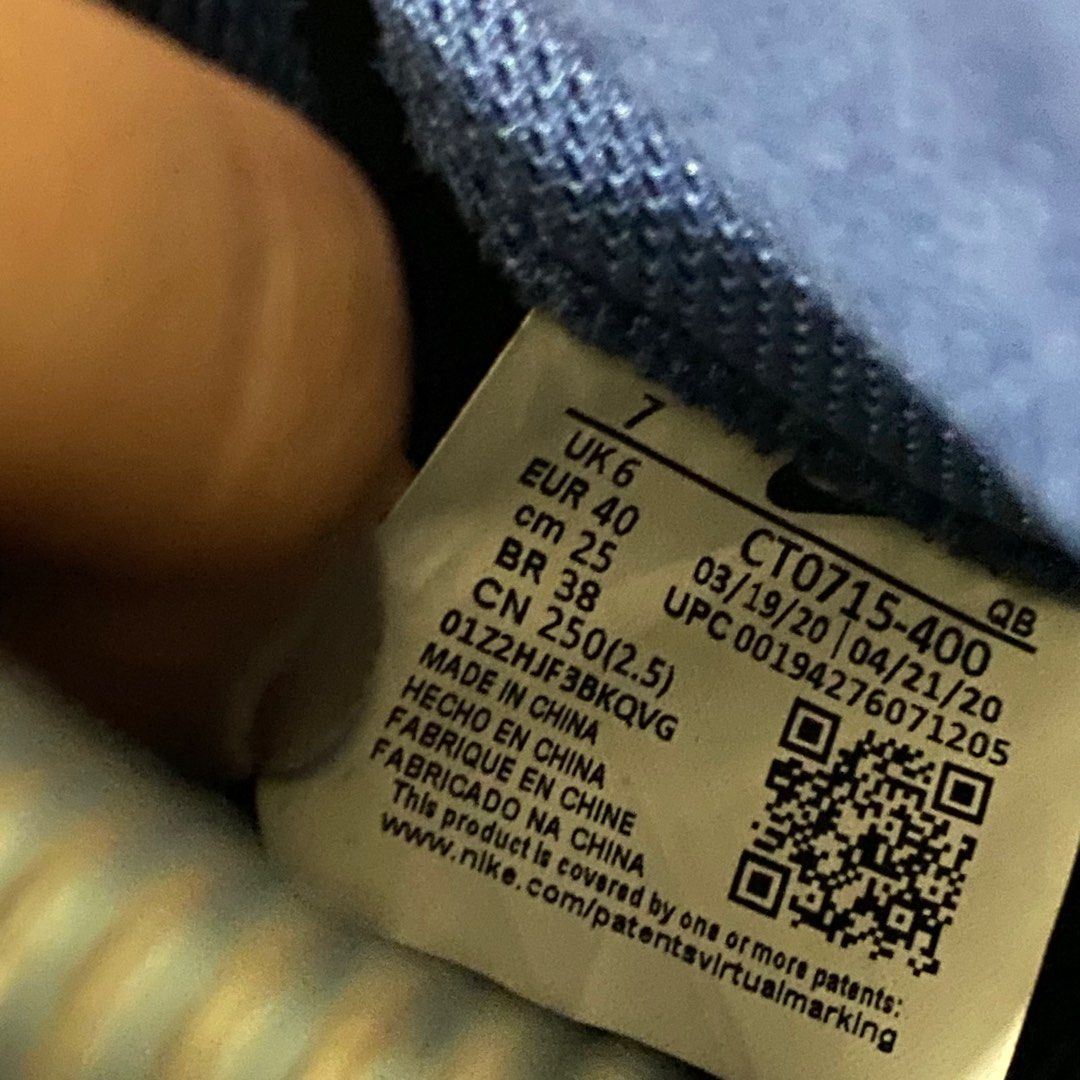 7
QB
UK 6
EUR 40
cm 25
BR 38
CN 250(2.5)
01Z2HJF3BKQVG
CT0715-400
03/19/20 | 04/21/20
UPC 00194276071205
MADE IN CHINA
HECHO EN CHINA
FABRIQUE EN CHINE
FABRICADO NA CHINA
This product is covered by one or more patents:
www.nike.com/patentsvirtualmarking